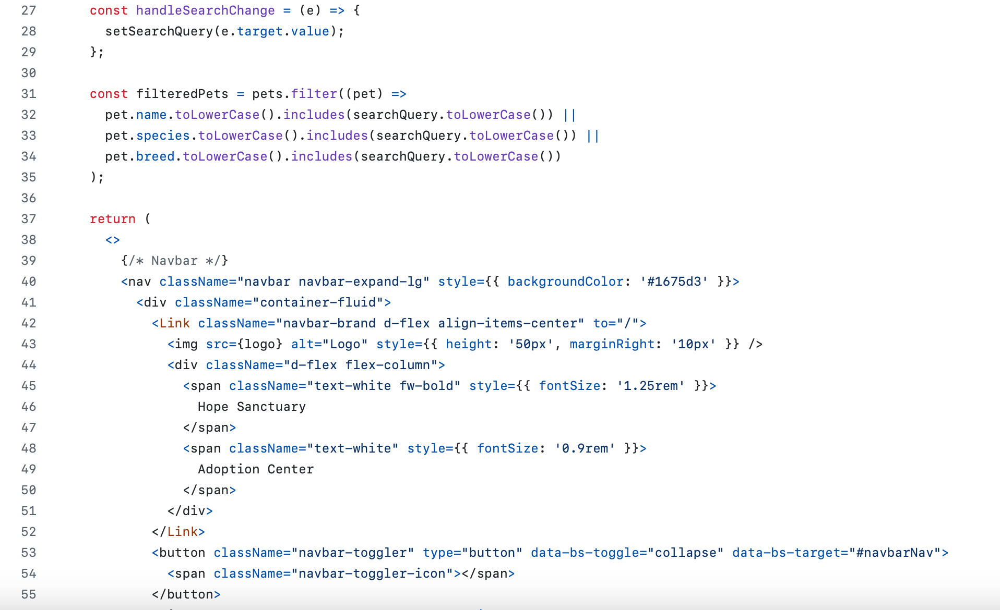 27 const handleSearchChange = (e) => {
28 setSearchQuery(e.target.value);
29 };
30
31 const filteredPets = pets.filter((pet) =>
32 pet.name.toLowerCase().includes(searchQuery.toLowerCase()) ||
33 pet.species.toLowerCase().includes(searchQuery.toLowerCase()) ||
34 pet.breed.toLowerCase().includes(searchQuery.toLowerCase())
35 );
36
37 return (
38 <>
39 {/* Navbar */}
40 <nav className="navbar navbar-expand-lg" style={{ backgroundColor: '#1675d3' }}>
41 <div className="container-fluid">
42 <Link className="navbar-brand d-flex align-items-center" to="/">
43 <img src={logo} alt="Logo" style={{ height: '50px', marginRight: '10px' }} />
44 <div className="d-flex flex-column">
45 <span className="text-white fw-bold" style={{ fontSize: '1.25rem' }}>
46 Hope Sanctuary
47 </span>
48 <span className="text-white" style={{ fontSize: '0.9rem' }}>
49 Adoption Center
50 </span>
51 </div>
52 </Link>
53 <button className="navbar-toggler" type="button" data-bs-toggle="collapse" data-bs-target="#navbarNav">
54 <span className="navbar-toggler-icon"></span>
55 </button>